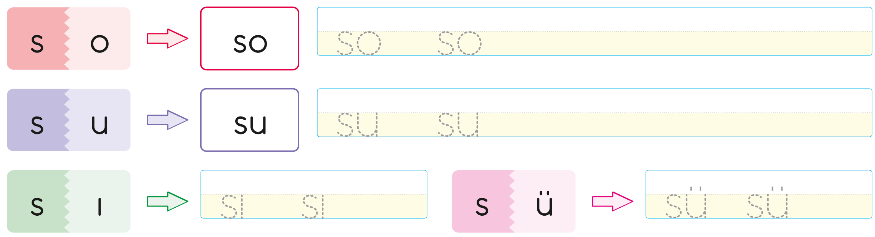 s o so so so
s u su su su
s ı sı sı s ü sü sü